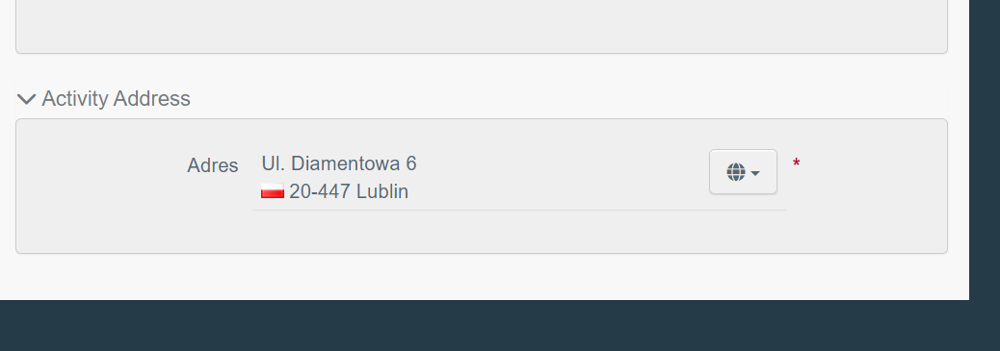 Activity Address
Adres
Ul. Diamentowa 6
*
20-447 Lublin